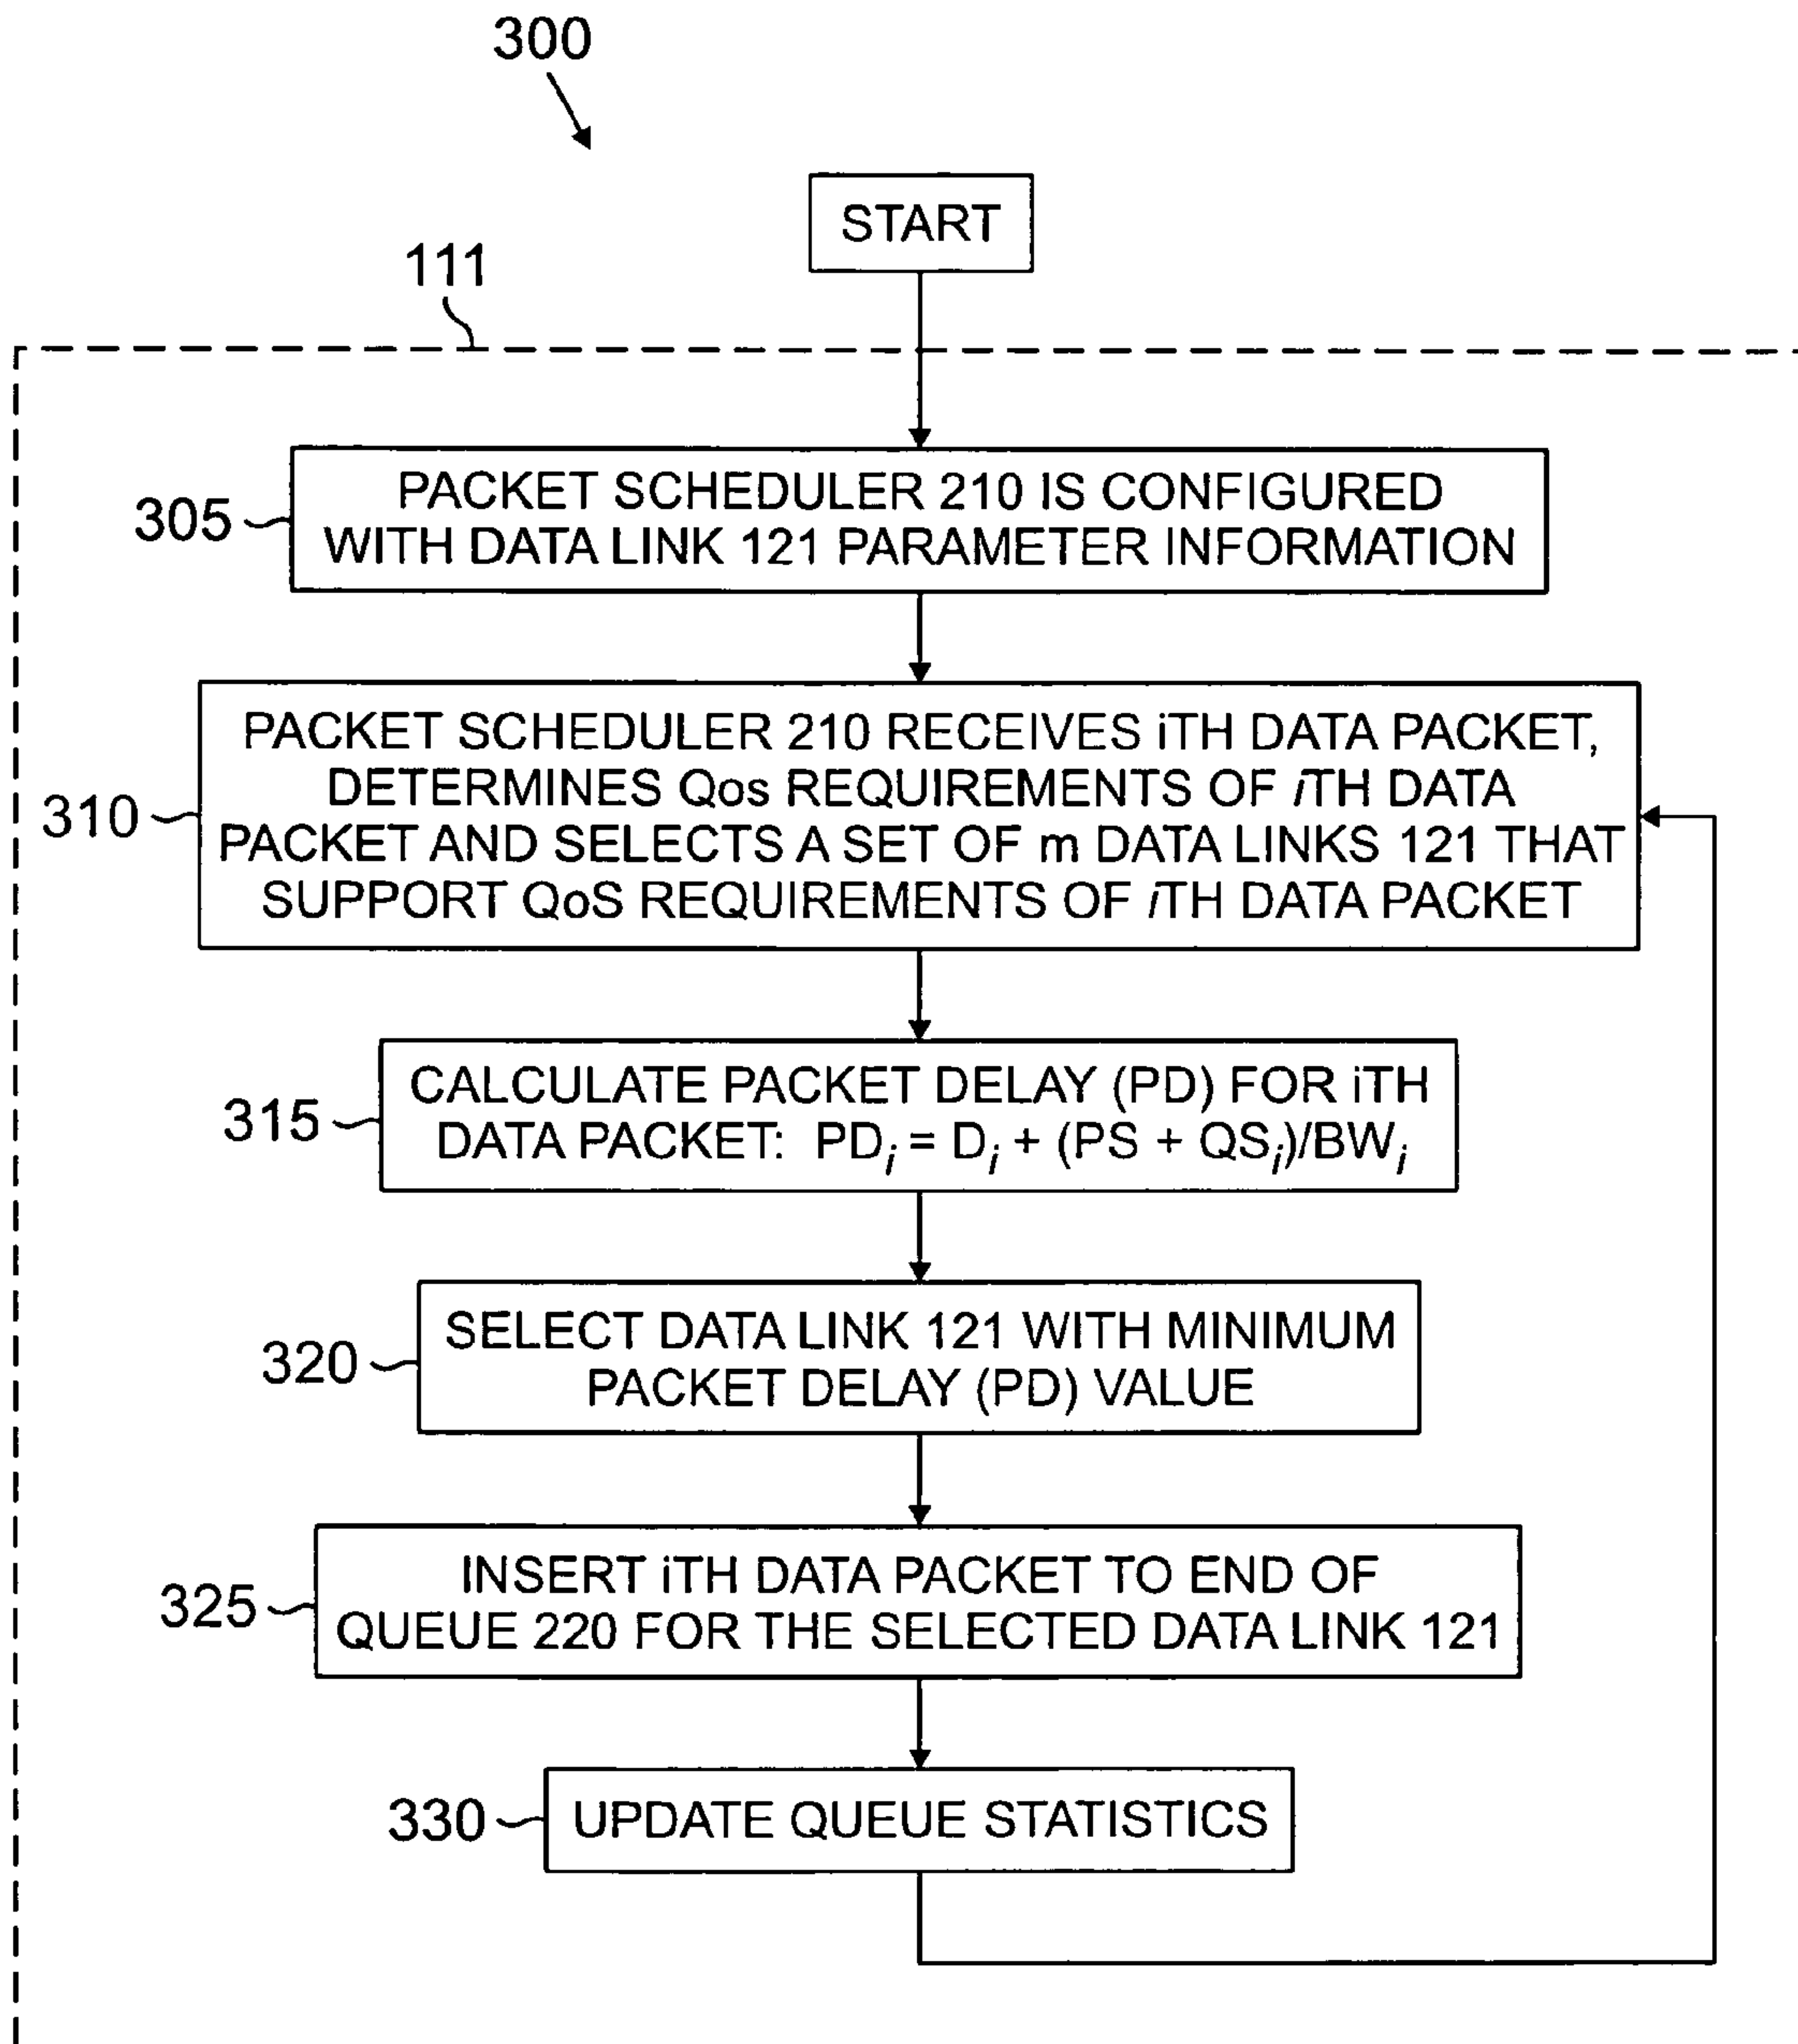 300
START
111
305
PACKET SCHEDULER 210 IS CONFIGURED
WITH DATA LINK 121 PARAMETER INFORMATION
310
PACKET SCHEDULER 210 RECEIVES iTH DATA PACKET,
DETERMINES Qos REQUIREMENTS OF iTH DATA
PACKET AND SELECTS A SET OF m DATA LINKS 121 THAT
SUPPORT QoS REQUIREMENTS OF iTH DATA PACKET
315
CALCULATE PACKET DELAY (PD) FOR iTH
DATA PACKET: PD_i = D_i + (PS + QS_i)/BW_i
320
SELECT DATA LINK 121 WITH MINIMUM
PACKET DELAY (PD) VALUE
325
INSERT iTH DATA PACKET TO END OF
QUEUE 220 FOR THE SELECTED DATA LINK 121
330
UPDATE QUEUE STATISTICS